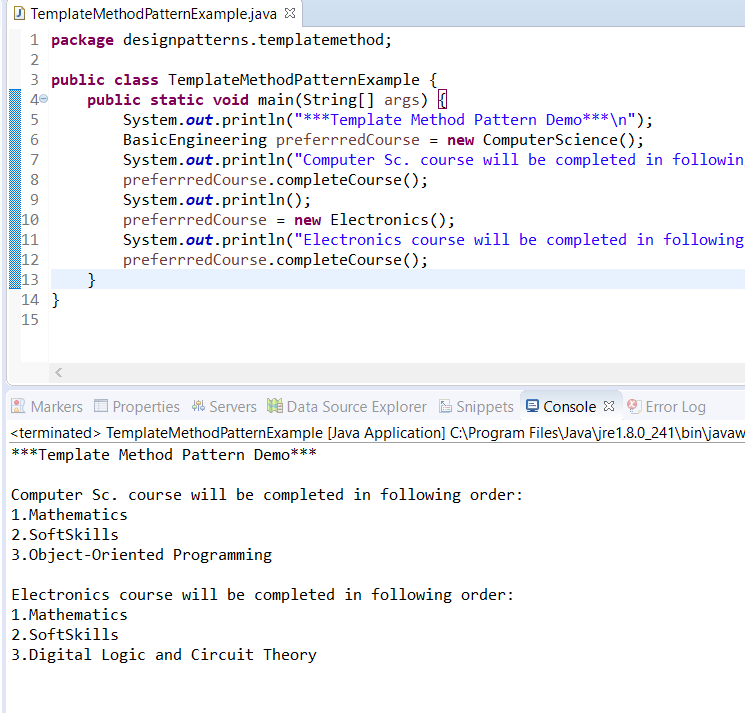 TemplateMethodPatternExample.java
1 package designpatterns.templatemethod;
2
3 public class TemplateMethodPatternExample {
4 public static void main(String[] args) {
5 System.out.println("***Template Method Pattern Demo***\n");
6 BasicEngineering preferrredCourse = new ComputerScience();
7 System.out.println("Computer Sc. course will be completed in followin
8 preferrredCourse.completeCourse();
9 System.out.println();
10 preferrredCourse = new Electronics();
11 System.out.println("Electronics course will be completed in following
12 preferrredCourse.completeCourse();
13 }
14 }
15
Markers Properties Servers Data Source Explorer Snippets Console Error Log
<terminated> TemplateMethodPatternExample [Java Application] C:\Program Files\Java\jre1.8.0_241\bin\javaw
***Template Method Pattern Demo***
Computer Sc. course will be completed in following order:
1.Mathematics
2.SoftSkills
3.Object-Oriented Programming
Electronics course will be completed in following order:
1.Mathematics
2.SoftSkills
3.Digital Logic and Circuit Theory